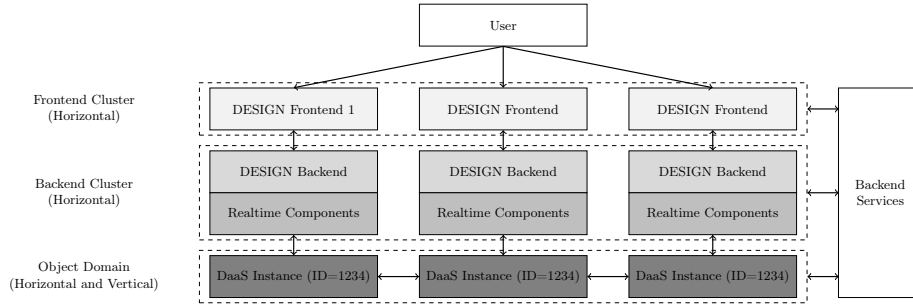 User
Frontend Cluster
(Horizontal)
DESIGN Frontend 1
DESIGN Frontend
DESIGN Frontend
Backend Cluster
(Horizontal)
DESIGN Backend
DESIGN Backend
DESIGN Backend
Realtime Components
Realtime Components
Realtime Components
Backend
Services
Object Domain
(Horizontal and Vertical)
DaaS Instance (ID=1234)
DaaS Instance (ID=1234)
DaaS Instance (ID=1234)